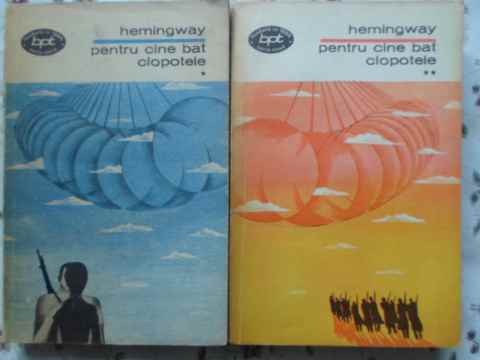 bpt
hemingway
pentru cine bat
clopotele
*
bpt
hemingway
pentru cine bat
clopotele
**